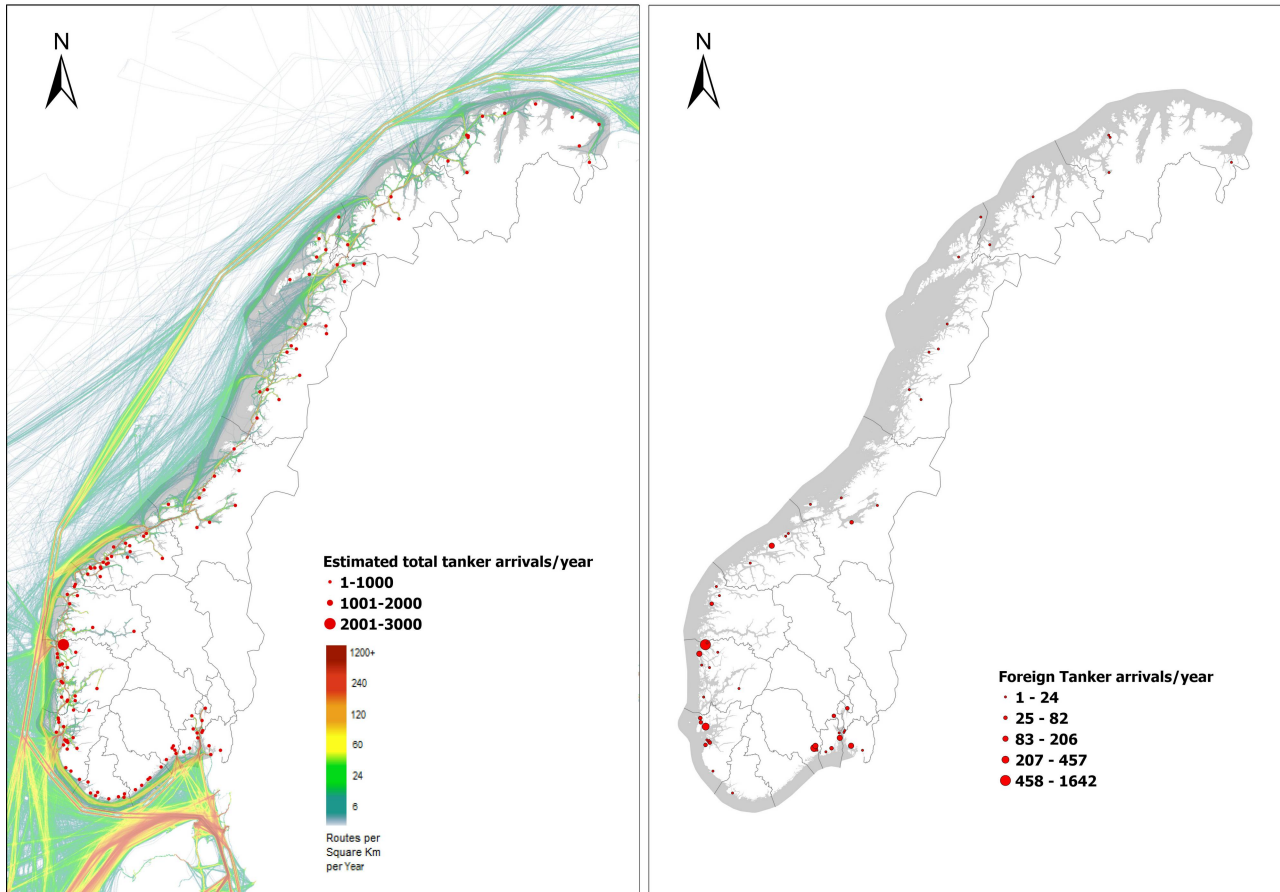 N
Estimated total tanker arrivals/year
1-1000
1001-2000
2001-3000
1200+
240
120
60
24
6
Routes per
Square Km
per Year
N
Foreign Tanker arrivals/year
1 - 24
25 - 82
83 - 206
207 - 457
458 - 1642